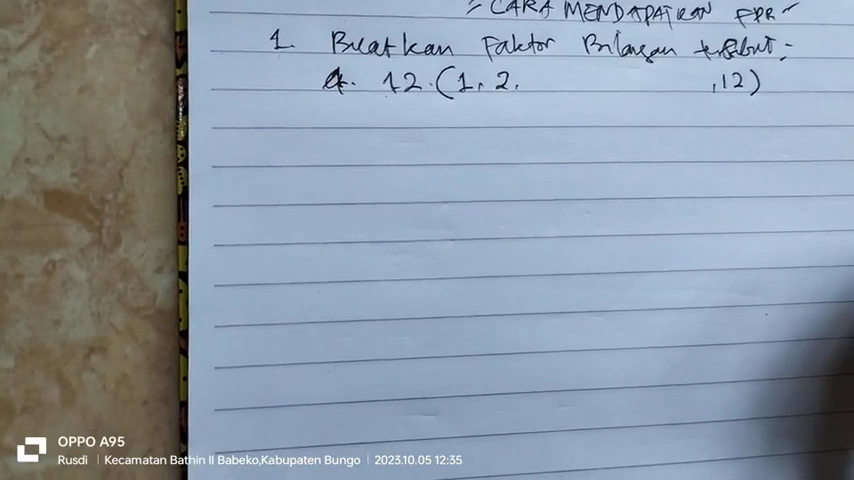 = CARA MENDAPATKAN FPB =
1. Buatkan Faktor Bilangan tersebut:
a. 12. (1, 2, , 12)
OPPO A95
Rusdi | Kecamatan Bathin II Babeko,Kabupaten Bungo | 2023.10.05 12:35